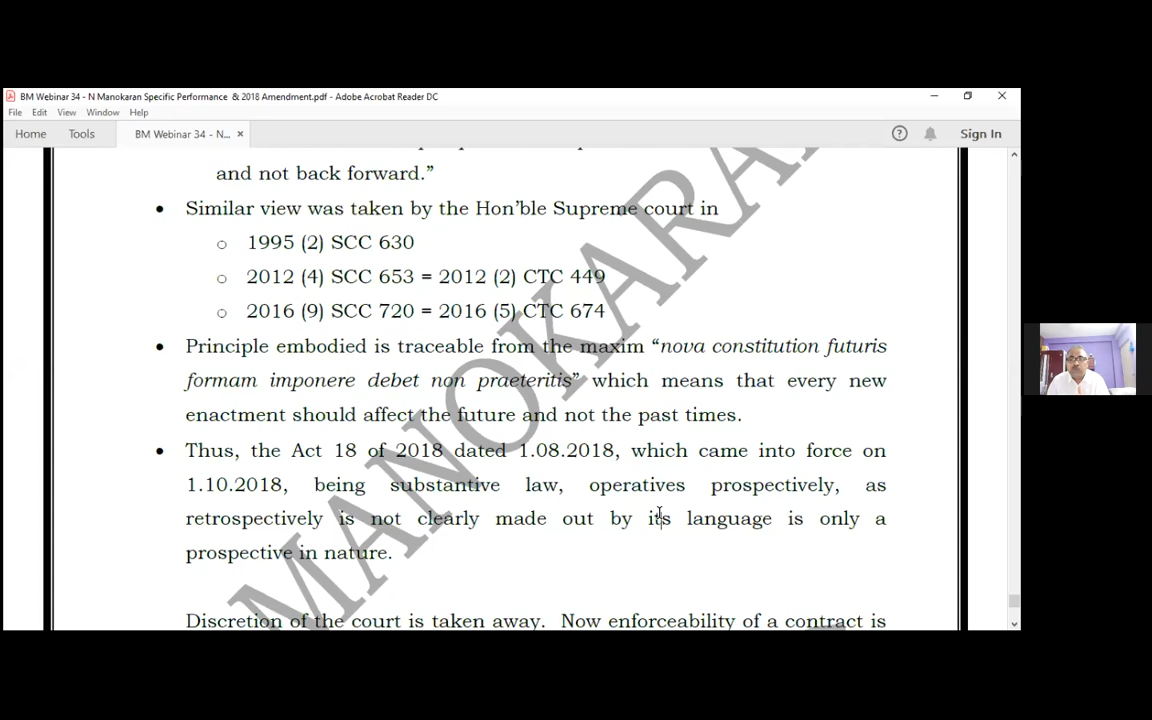 BM Webinar 34 - N Manokaran Specific Performance & 2018 Amendment.pdf - Adobe Acrobat Reader DC
File Edit View Window Help
Home Tools BM Webinar 34 - N... × Sign In
and not back forward.”
• Similar view was taken by the Hon’ble Supreme court in
o 1995 (2) SCC 630
o 2012 (4) SCC 653 = 2012 (2) CTC 449
o 2016 (9) SCC 720 = 2016 (5) CTC 674
• Principle embodied is traceable from the maxim “nova constitution futuris
formam imponere debet non praeteritis” which means that every new
enactment should affect the future and not the past times.
• Thus, the Act 18 of 2018 dated 1.08.2018, which came into force on
1.10.2018, being substantive law, operatives prospectively, as
retrospectively is not clearly made out by its language is only a
prospective in nature.
Discretion of the court is taken away. Now enforceability of a contract is
MANOKARAN